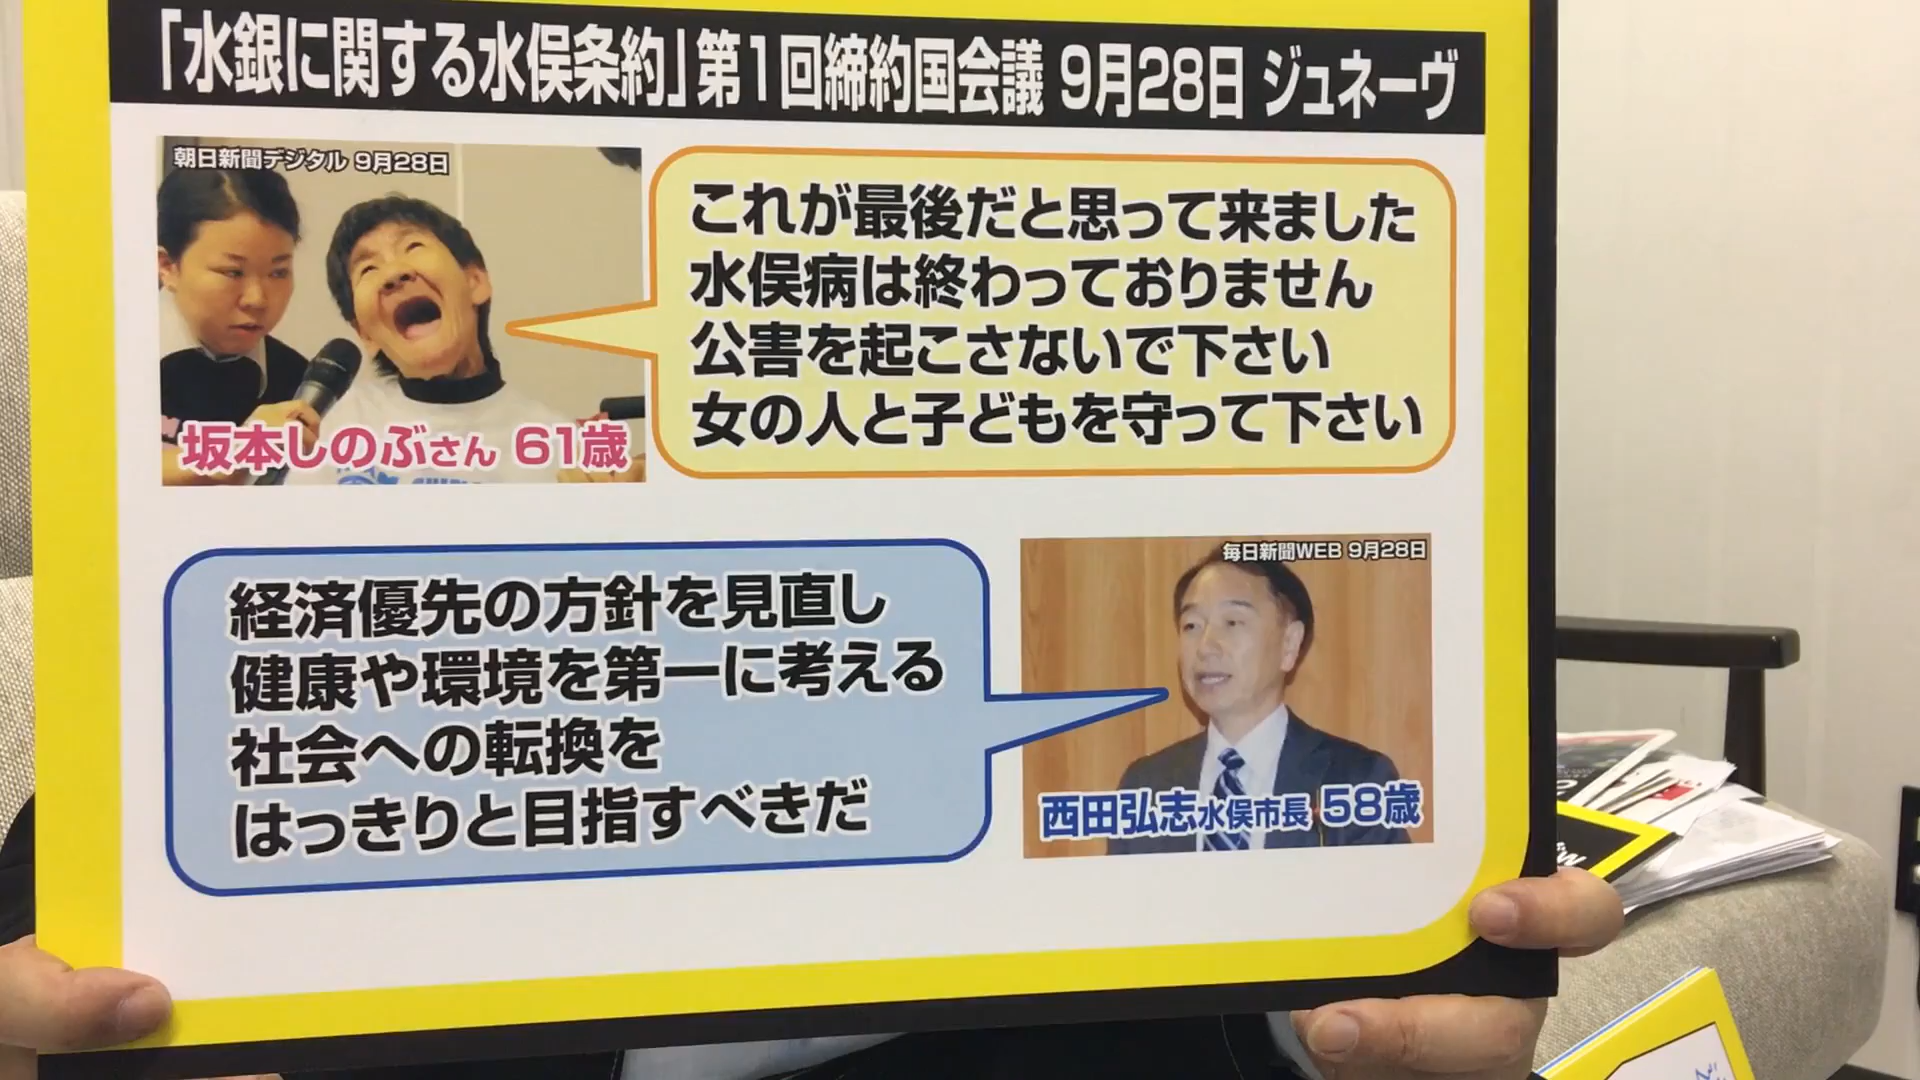 「水銀に関する水俣条約」第1回締約国会議 9月28日 ジュネーヴ
朝日新聞デジタル 9月28日
坂本しのぶさん 61歳
これが最後だと思って来ました
水俣病は終わっておりません
公害を起こさないで下さい
女の人と子どもを守って下さい
経済優先の方針を見直し
健康や環境を第一に考える
社会への転換を
はっきりと目指すべきだ
毎日新聞WEB 9月28日
西田弘志水俣市長 58歳